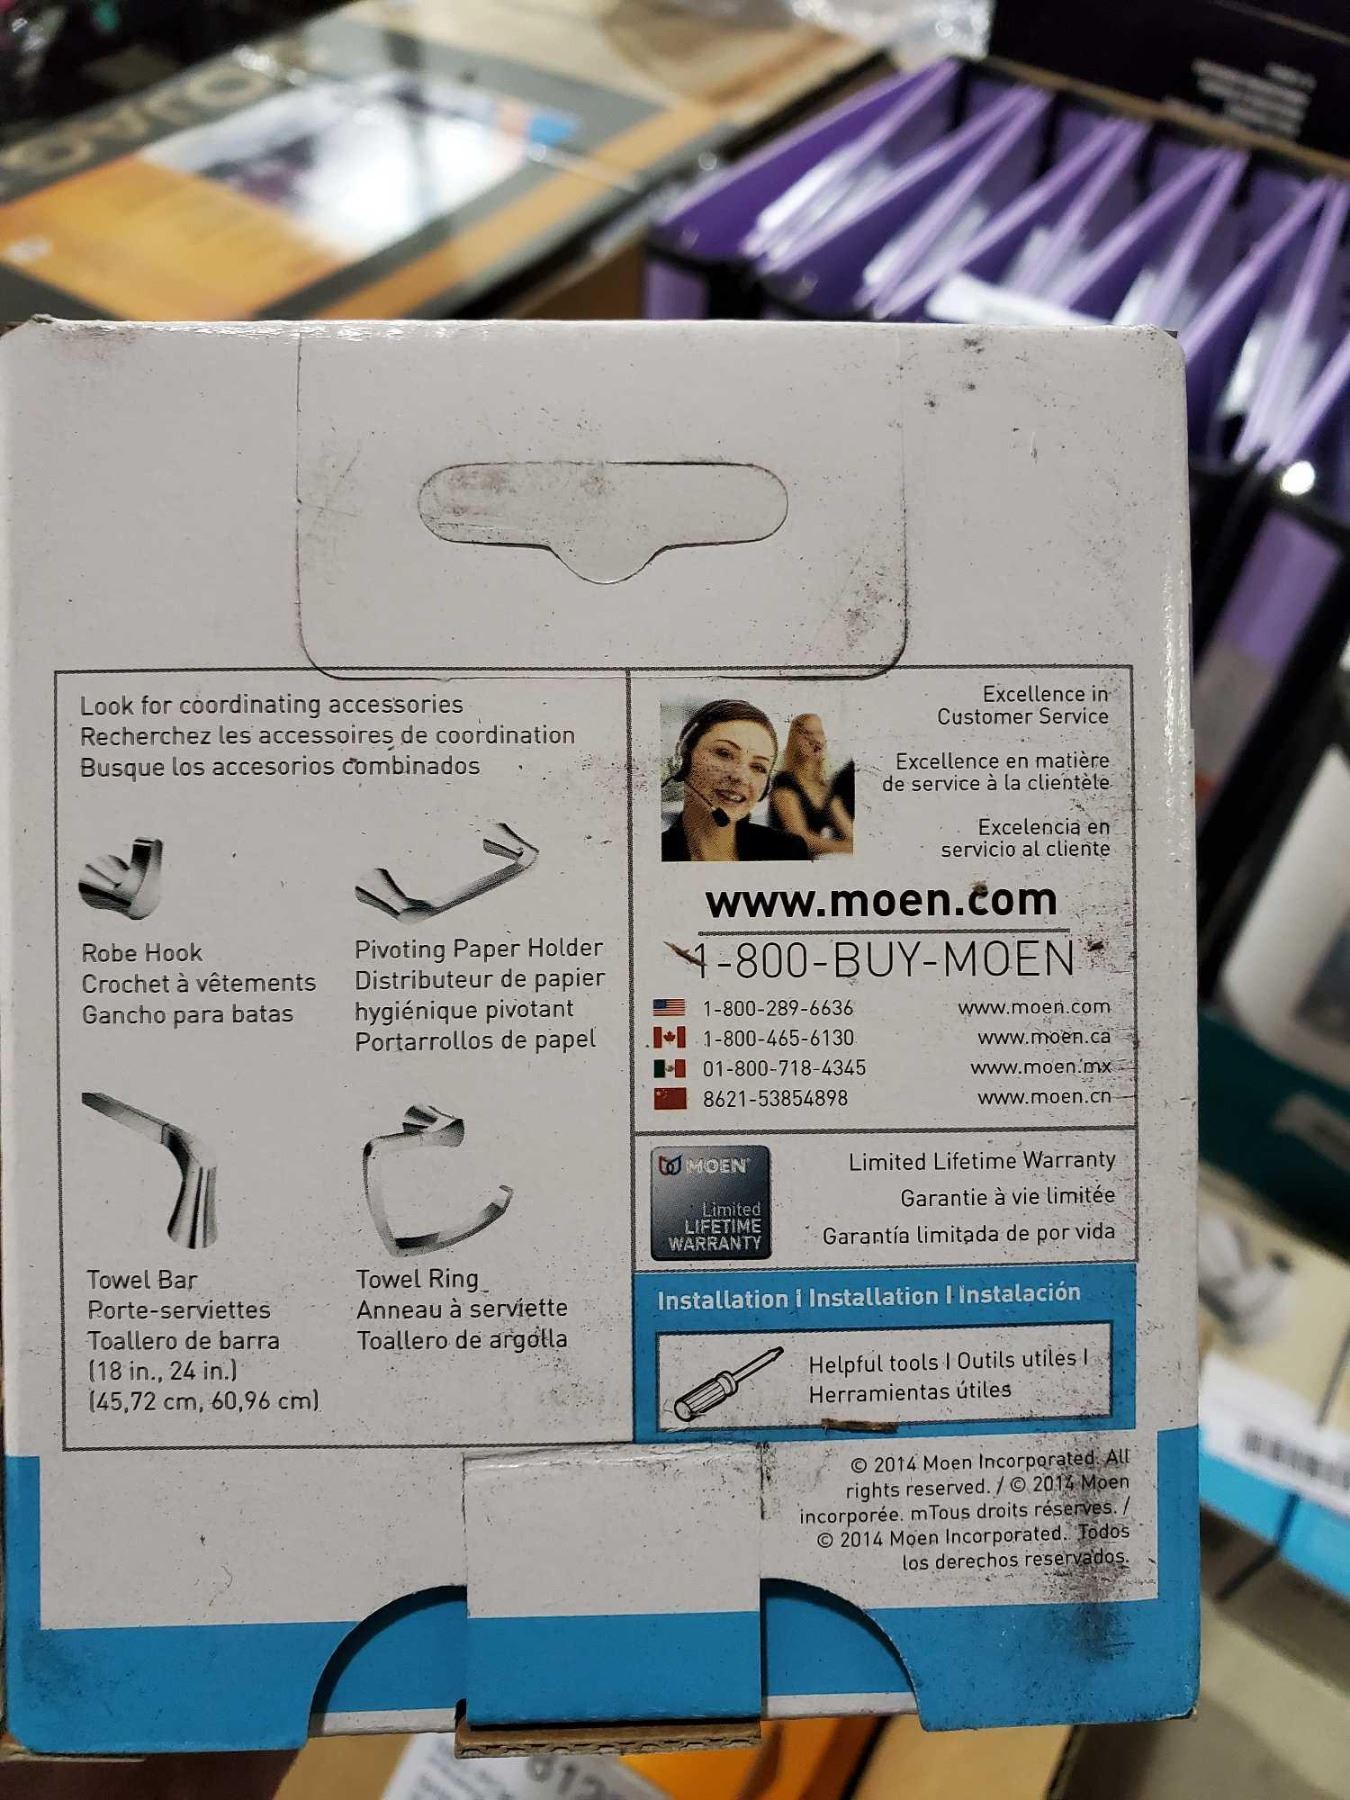 Look for coordinating accessories
Recherchez les accessoires de coordination
Busque los accesorios combinados
Robe Hook
Crochet à vêtements
Gancho para batas
Pivoting Paper Holder
Distributeur de papier
hygiénique pivotant
Portarrollos de papel
Towel Bar
Porte-serviettes
Toallero de barra
(18 in., 24 in.)
(45,72 cm, 60,96 cm)
Towel Ring
Anneau à serviette
Toallero de argolla
Excellence in
Customer Service
Excellence en matière
de service à la clientèle
Excelencia en
servicio al cliente
www.moen.com
1-800-BUY-MOEN
1-800-289-6636 www.moen.com
1-800-465-6130 www.moen.ca
01-800-718-4345 www.moen.mx
8621-53854898 www.moen.cn
MOEN
Limited
LIFETIME
WARRANTY
Limited Lifetime Warranty
Garantie à vie limitée
Garantía limitada de por vida
Installation | Installation | Instalación
Helpful tools | Outils utiles |
Herramientas útiles
© 2014 Moen Incorporated. All
rights reserved. / © 2014 Moen
incorporée. mTous droits réservés. /
© 2014 Moen Incorporated. Todos
los derechos reservados.